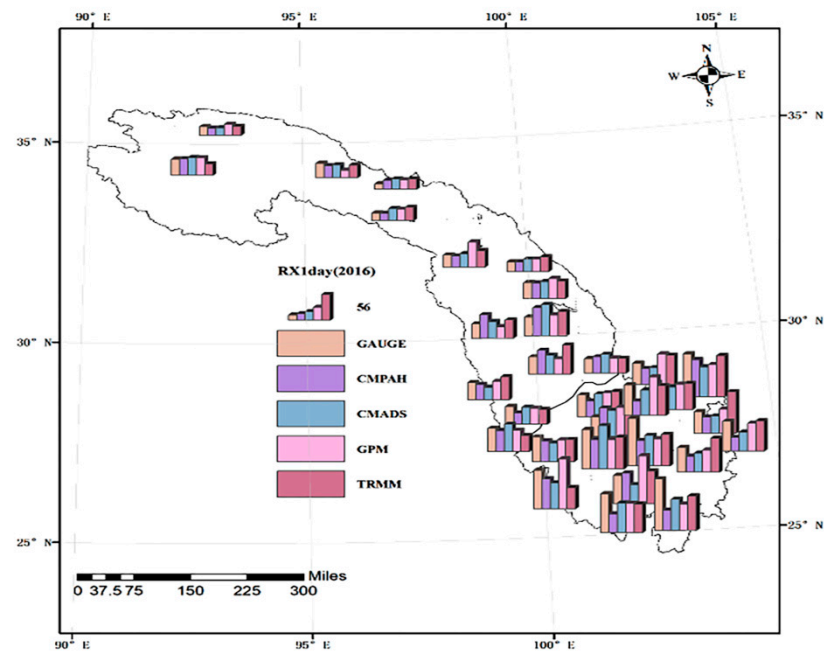 90° E 95° E 100° E 105° E
N
W E
S
35° N 35° N
RX1day(2016)
56
30° N 30° N
GAUGE
CMPAH
CMADS
GPM
TRMM
25° N 25° N
Miles
0 37.5 75 150 225 300
90° E 95° E 100° E